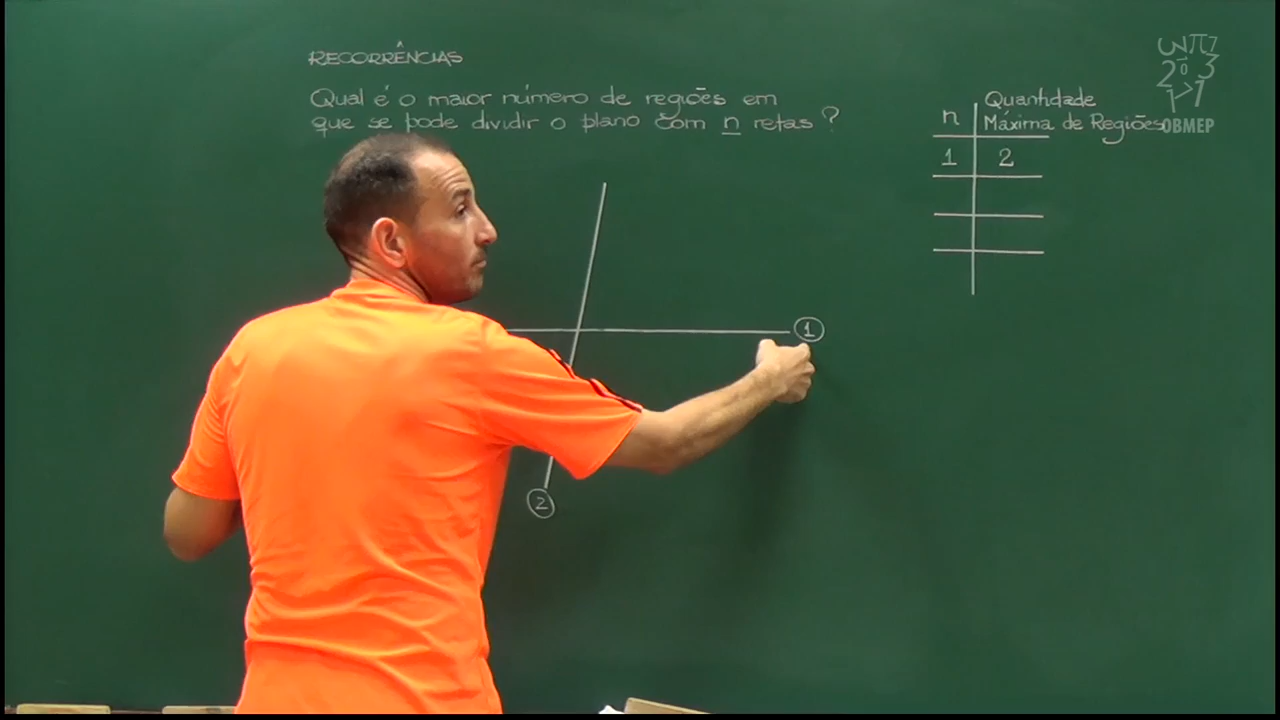 RECORRÊNCIAS
Qual é o maior número de regiões em
que se pode dividir o plano com n retas ?
n
Quantidade
Máxima de Regiões
1 2
1
2
OBMEP